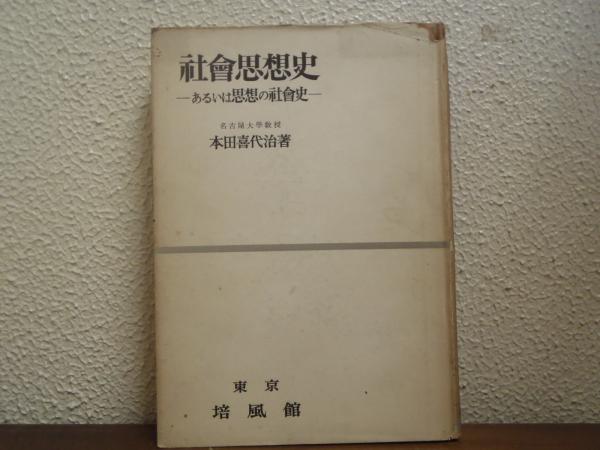 社會思想史
―あるいは思想の社會史―
名古屋大學敎授
本田喜代治著
東京
培風館